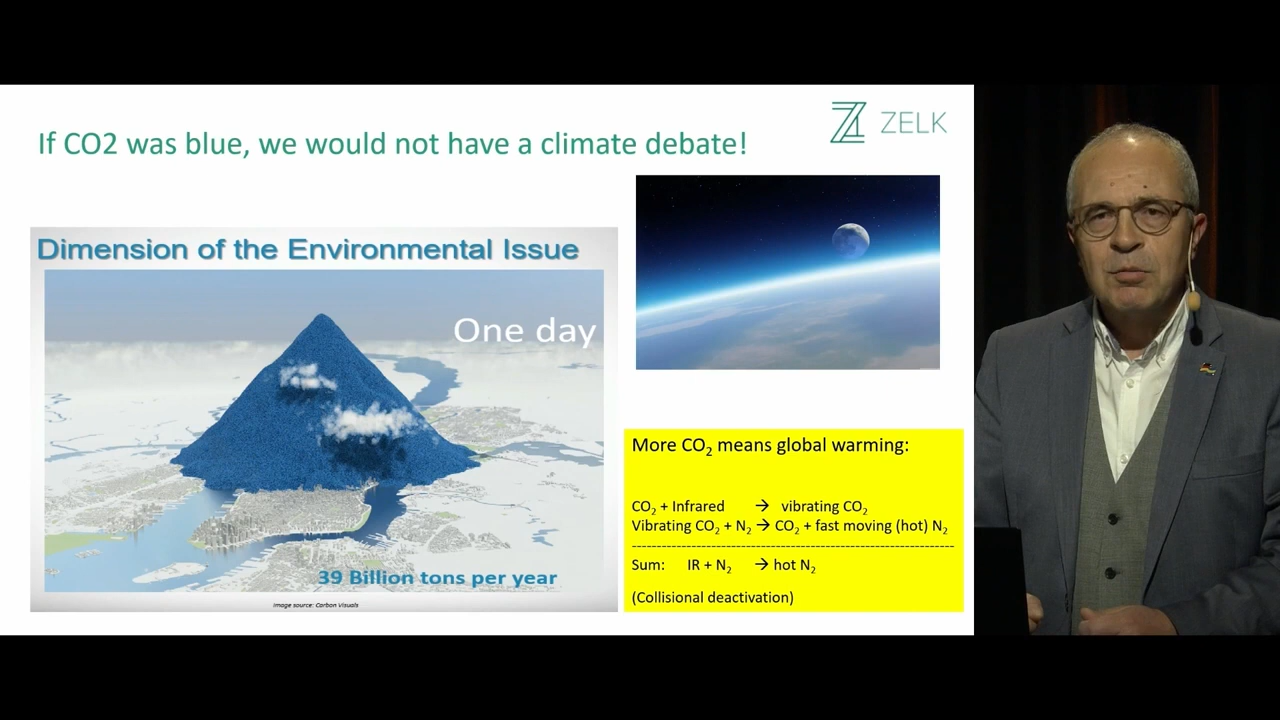 If CO2 was blue, we would not have a climate debate!
ZELK
Dimension of the Environmental Issue
One day
39 Billion tons per year
Image source: Carbon Visuals
More CO₂ means global warming:
CO₂ + Infrared → vibrating CO₂
Vibrating CO₂ + N₂ → CO₂ + fast moving (hot) N₂
Sum: IR + N₂ → hot N₂
(Collisional deactivation)